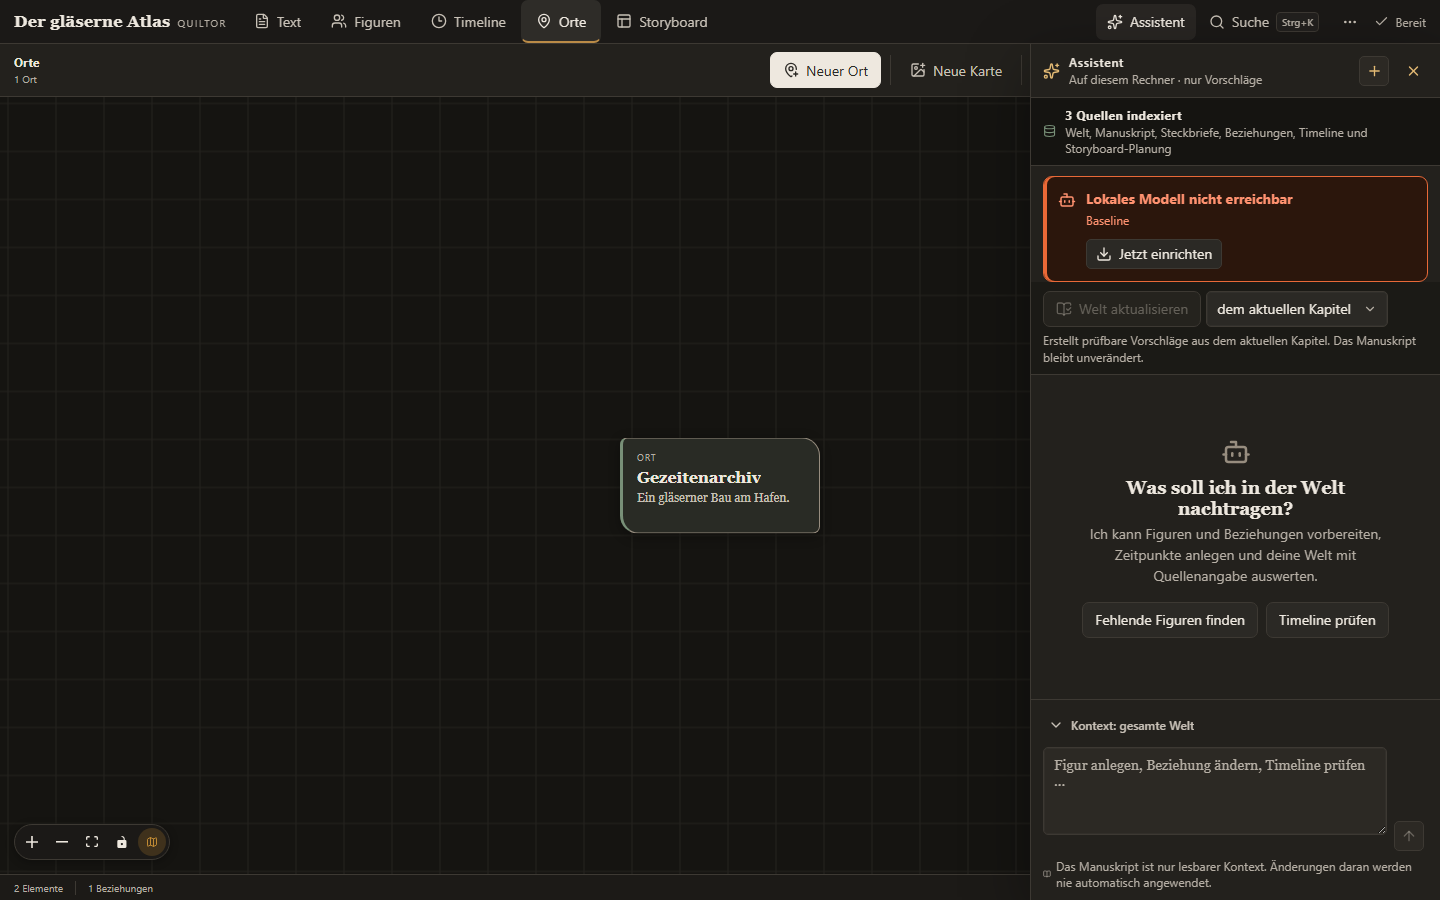 Der gläserne Atlas QUILTOR
Text
Figuren
Timeline
Orte
Storyboard
Assistent
Suche Strg+K
Bereit
Orte
1 Ort
Neuer Ort
Neue Karte
Assistent
Auf diesem Rechner · nur Vorschläge
3 Quellen indexiert
Welt, Manuskript, Steckbriefe, Beziehungen, Timeline und
Storyboard-Planung
Lokales Modell nicht erreichbar
Baseline
Jetzt einrichten
Welt aktualisieren
dem aktuellen Kapitel
Erstellt prüfbare Vorschläge aus dem aktuellen Kapitel. Das Manuskript
bleibt unverändert.
ORT
Gezeitenarchiv
Ein gläserner Bau am Hafen.
Was soll ich in der Welt
nachtragen?
Ich kann Figuren und Beziehungen vorbereiten,
Zeitpunkte anlegen und deine Welt mit
Quellenangabe auswerten.
Fehlende Figuren finden
Timeline prüfen
Kontext: gesamte Welt
Figur anlegen, Beziehung ändern, Timeline prüfen
...
Das Manuskript ist nur lesbarer Kontext. Änderungen daran werden
nie automatisch angewendet.
2 Elemente
1 Beziehungen